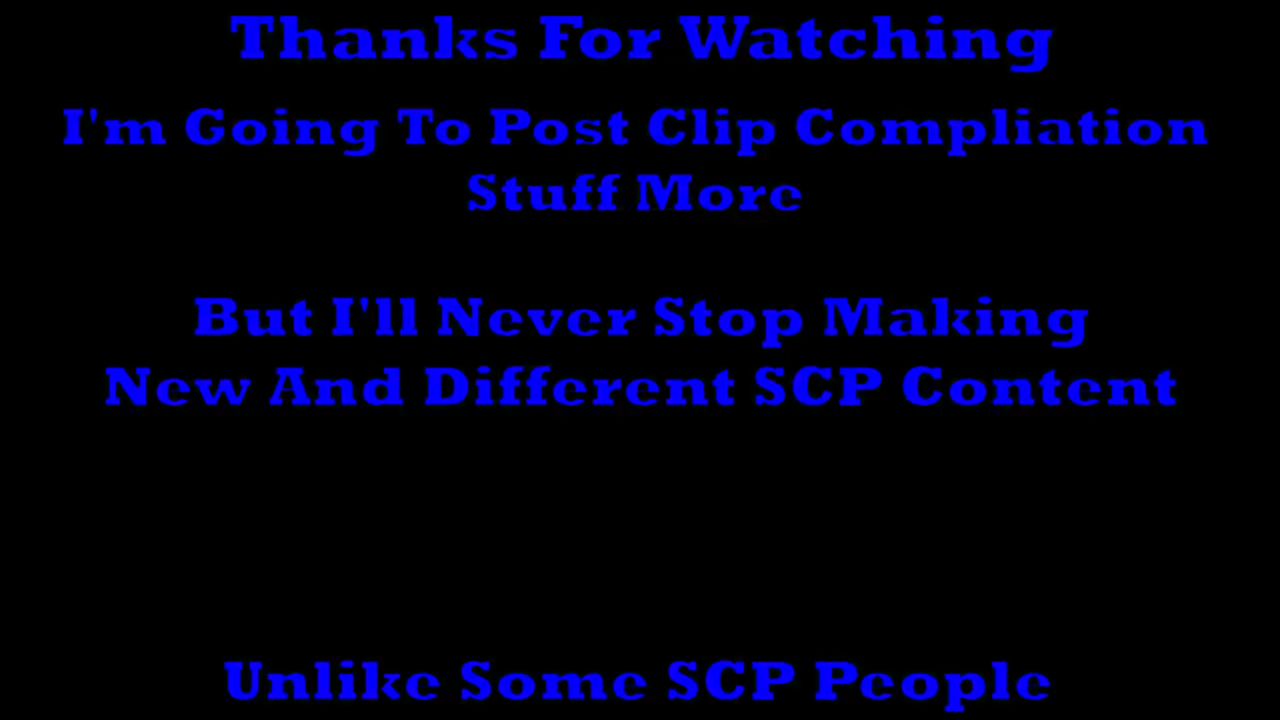 Thanks For Watching
I'm Going To Post Clip Compliation
Stuff More
But I'll Never Stop Making
New And Different SCP Content
Unlike Some SCP People